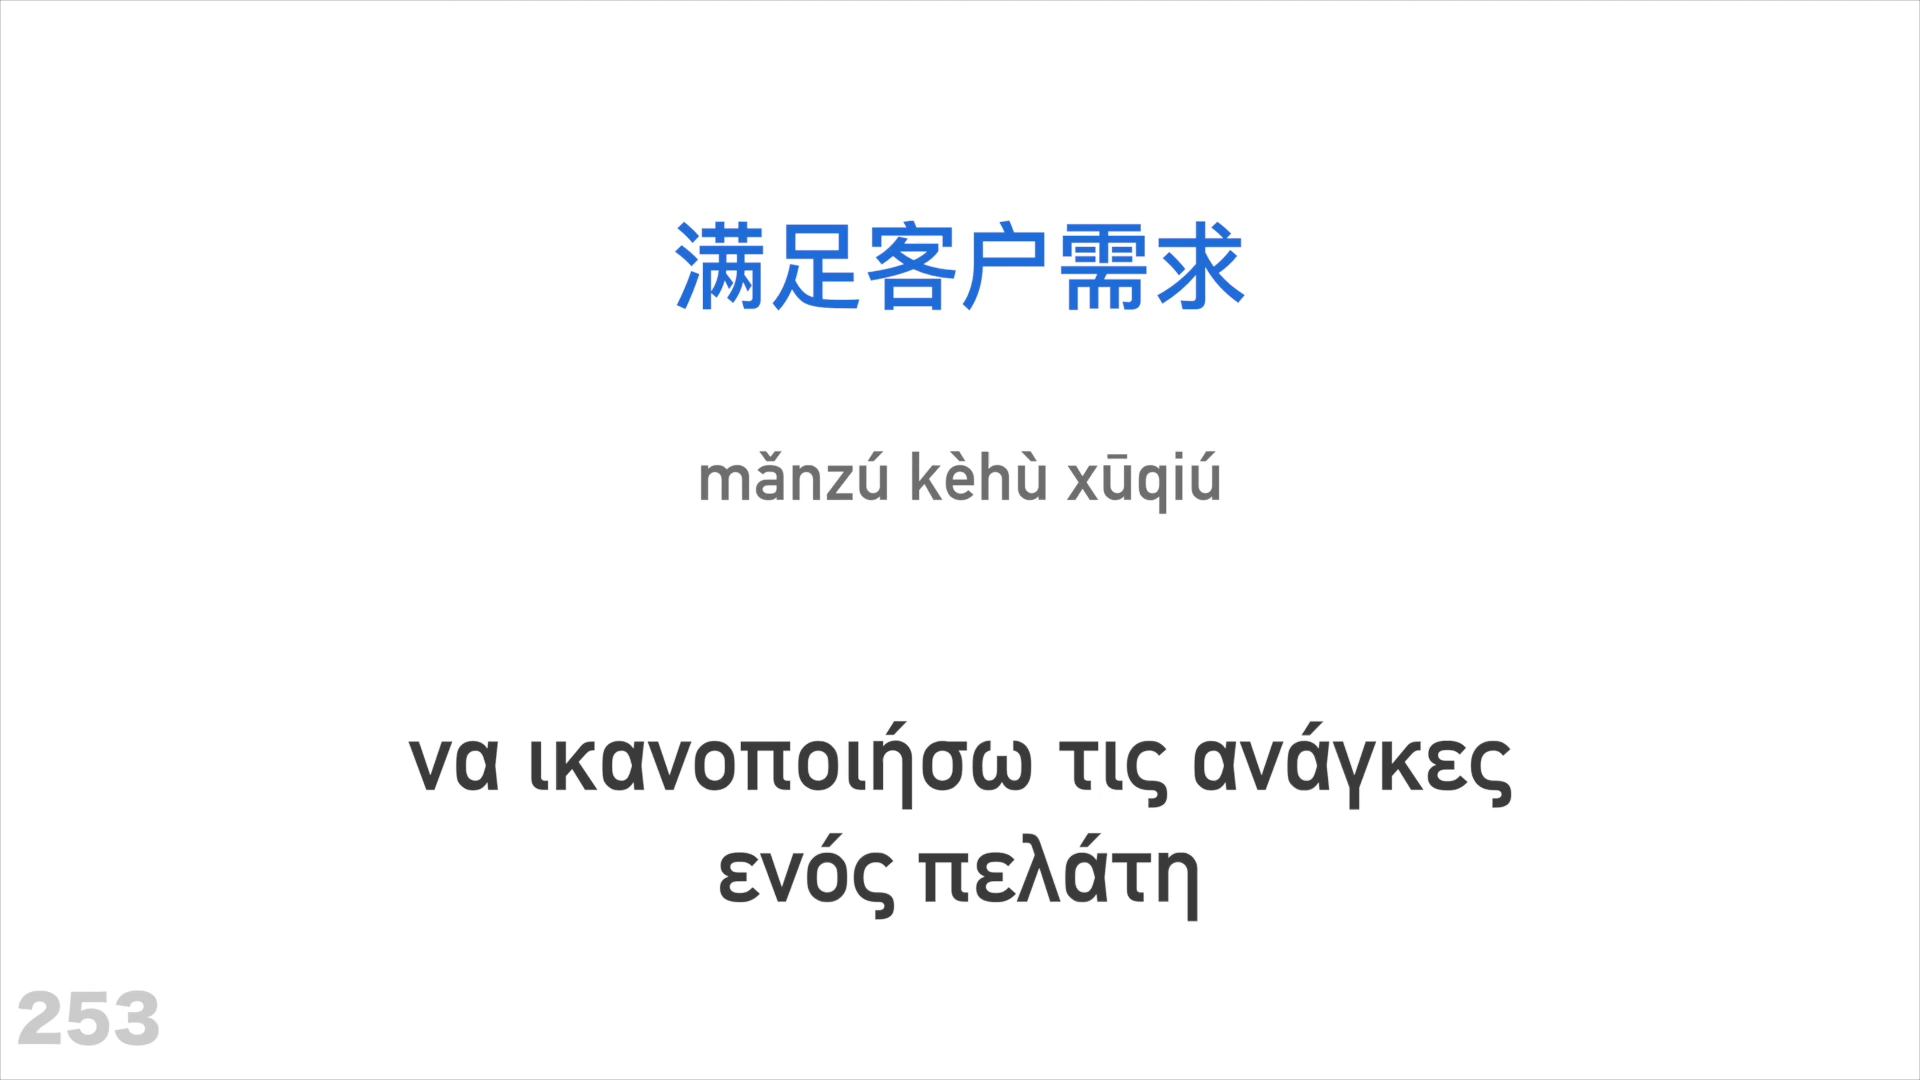 满足客户需求
mǎnzú kèhù xūqiú
να ικανοποιήσω τις ανάγκες
ενός πελάτη
253